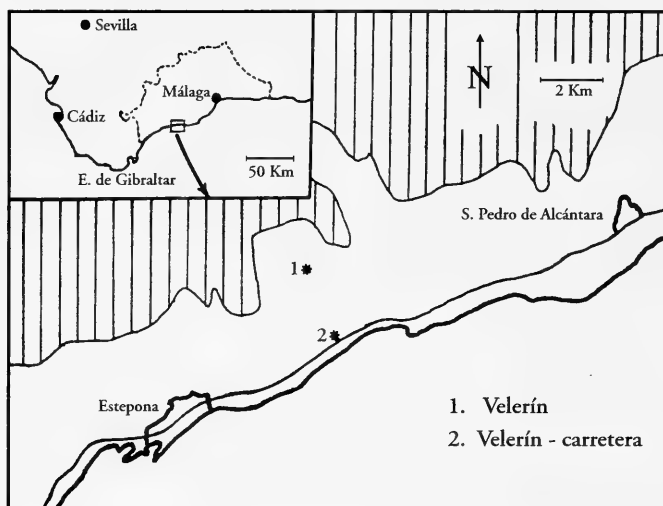 Sevilla
Málaga
Cádiz
E. de Gibraltar
50 Km
N
2 Km
S. Pedro de Alcántara
1
2
Estepona
1. Velerín
2. Velerín - carretera